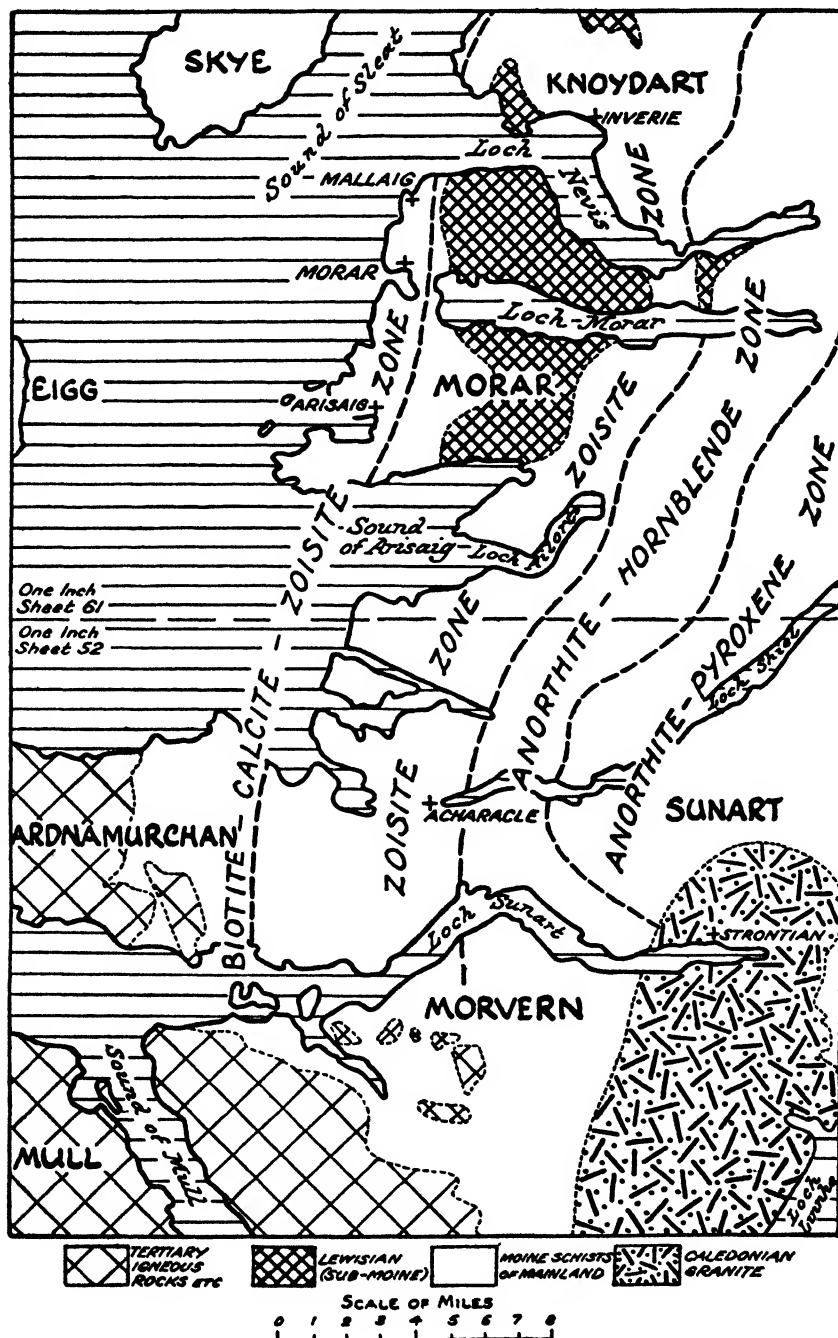 SKYE
KNOYDART
Sound of Sleat
INVERIE
Loch Nevis
ZONE
MALLAIG
MORAR
Loch-Morar
ZONE
ZONE
EIGG
ARISAIG
MORAR
ZOISITE
ZONE
Sound
of Arisaig
Loch Ailort
One Inch
Sheet 61
One Inch
Sheet 52
ZONE
ANORTHITE-HORNBLENDE
ANORTHITE-PYROXENE
Loch Shiel
BIOTITE-CALCITE-ZOISITE
ZOISITE
ACHARACLE
SUNART
ARDNAMURCHAN
Loch Sunart
STRONTIAN
MORVERN
Sound of Mull
MULL
Loch
TERTIARY
IGNEOUS
ROCKS ETC
LEWISIAN
(SUB-MOINE)
MOINE SCHISTS
OF MAINLAND
CALEDONIAN
GRANITE
SCALE OF MILES
0 1 2 3 4 5 6 7 8